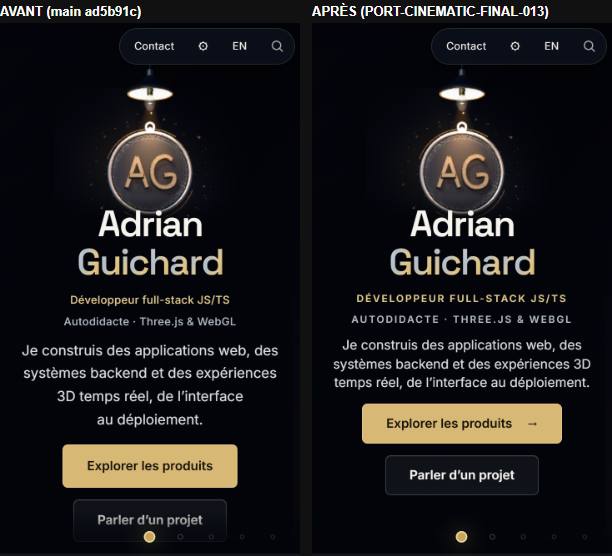 AVANT (main ad5b91c)
Contact ⚙ EN
AG
Adrian
Guichard
Développeur full-stack JS/TS
Autodidacte · Three.js & WebGL
Je construis des applications web, des
systèmes backend et des expériences
3D temps réel, de l’interface
au déploiement.
Explorer les produits
Parler d’un projet
APRÈS (PORT-CINEMATIC-FINAL-013)
Contact ⚙ EN
AG
Adrian
Guichard
DÉVELOPPEUR FULL-STACK JS/TS
AUTODIDACTE · THREE.JS & WEBGL
Je construis des applications web, des
systèmes backend et des expériences
3D temps réel, de l’interface au déploiement.
Explorer les produits →
Parler d’un projet